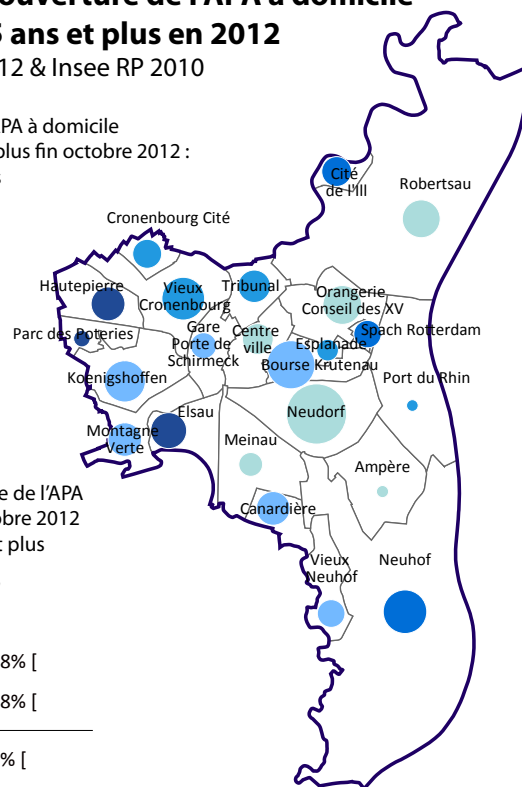 ouverture de l'APA à domicile
ans et plus en 2012
12 & Insee RP 2010
APA à domicile
plus fin octobre 2012 :
Cité
de l'Ill
Robertsau
Cronenbourg Cité
Hautepierre
Vieux
Cronenbourg
Tribunal
Orangerie
Conseil des XV
Parc des Poteries
Gare
Porte de
Schirmeck
Centre
ville
Esplanade
Spach Rotterdam
Koenigshoffen
Bourse Krutenau
Port du Rhin
Elsau
Neudorf
Montagne
Verte
Meinau
Ampère
e de l'APA
obre 2012
et plus
Canardière
Vieux
Neuhof
Neuhof
8% [
8% [
% [